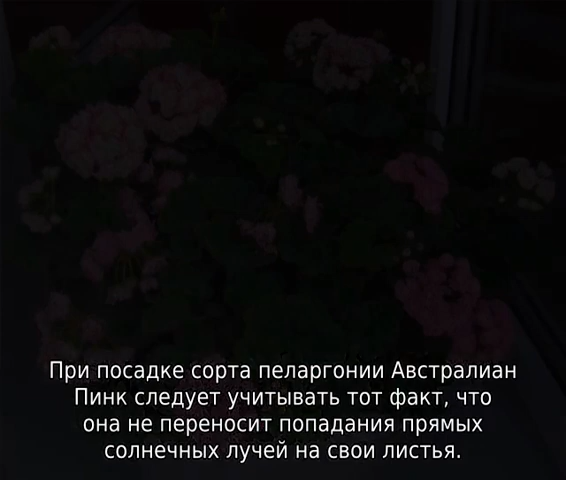 При посадке сорта пеларгонии Австралиан
Пинк следует учитывать тот факт, что
она не переносит попадания прямых
солнечных лучей на свои листья.